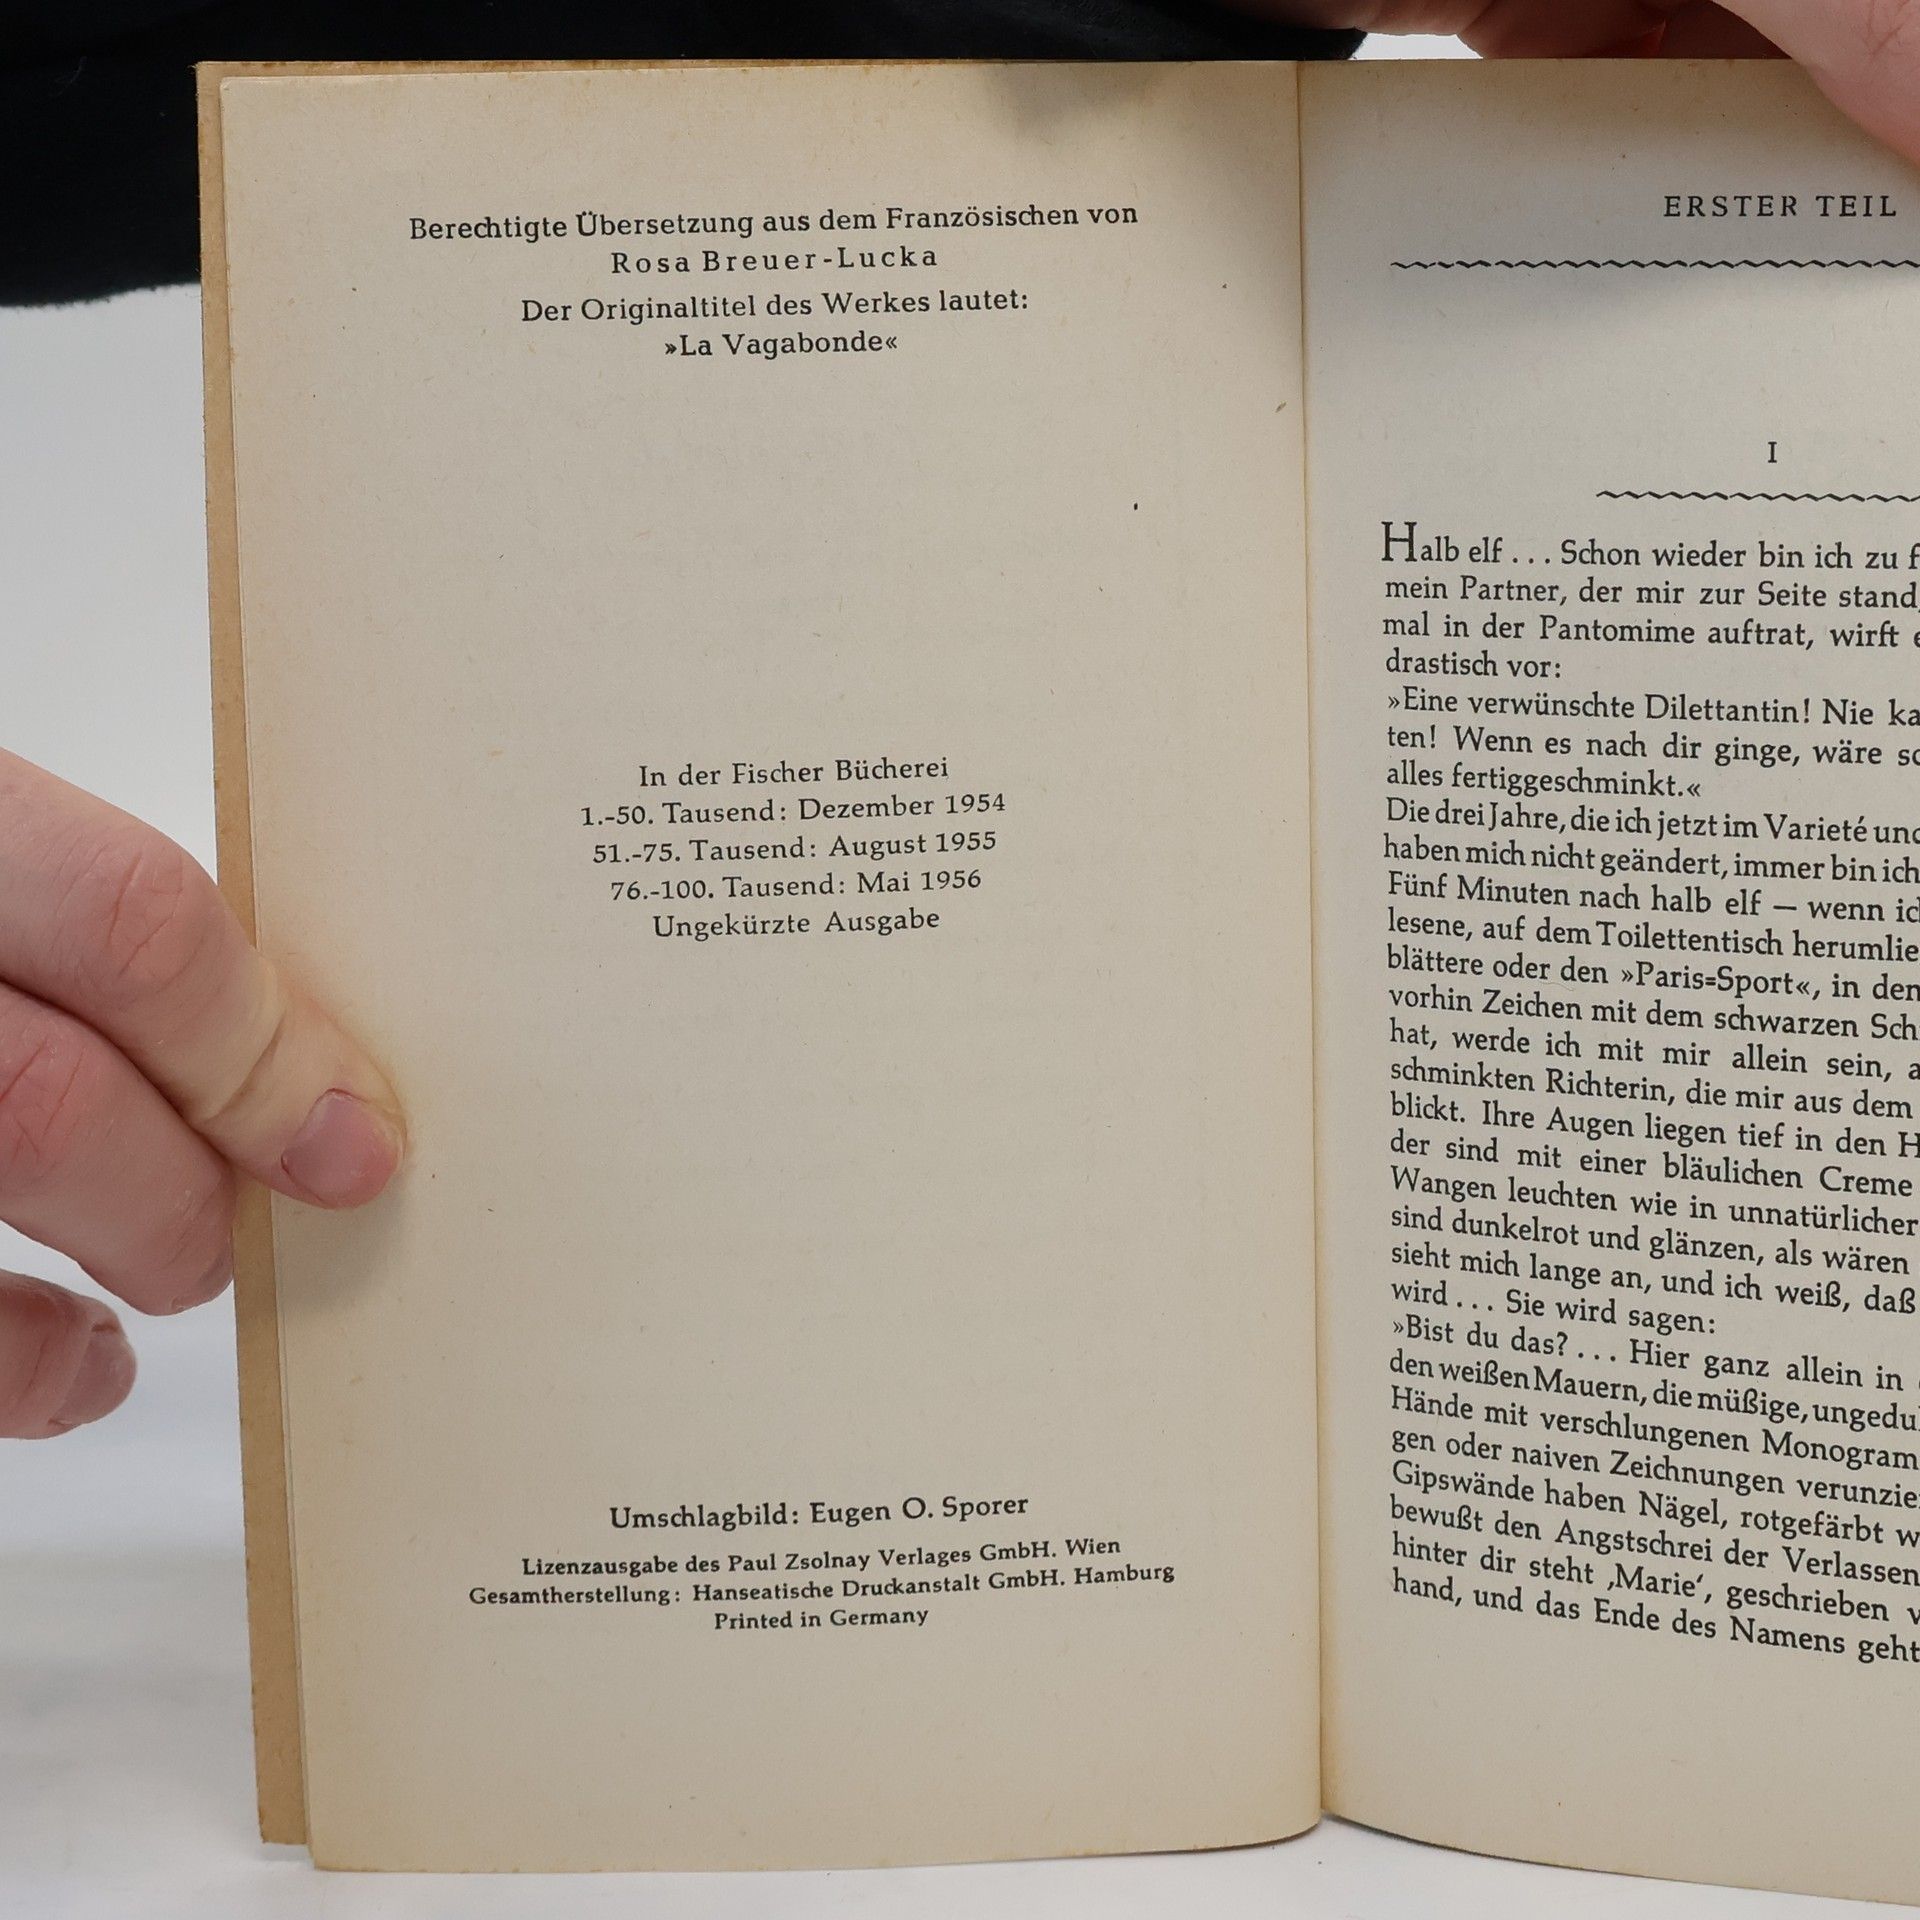 Berechtigte Übersetzung aus dem Französischen von
Rosa Breuer-Lucka
Der Originaltitel des Werkes lautet:
»La Vagabonde«
In der Fischer Bücherei
1.-50. Tausend: Dezember 1954
51.-75. Tausend: August 1955
76.-100. Tausend: Mai 1956
Ungekürzte Ausgabe
Umschlagbild: Eugen O. Sporer
Lizenzausgabe des Paul Zsolnay Verlages GmbH. Wien
Gesamtherstellung: Hanseatische Druckanstalt GmbH. Hamburg
Printed in Germany
ERSTER TEIL
I
Halb elf ... Schon wieder bin ich zu
mein Partner, der mir zur Seite stand,
mal in der Pantomime auftrat, wirft
drastisch vor:
»Eine verwünschte Dilettantin! Nie
ten! Wenn es nach dir ginge, wäre
alles fertiggeschminkt.«
Die drei Jahre, die ich jetzt im Varieté
haben mich nicht geändert, immer bin ich
Fünf Minuten nach halb elf — wenn
lesene, auf dem Toilettentisch
blättere oder den »Paris=Sport«, in
vorhin Zeichen mit dem schwarzen
hat, werde ich mit mir allein sein,
schminkten Richterin, die mir aus dem
blickt. Ihre Augen liegen tief in den
der sind mit einer bläulichen Creme
Wangen leuchten wie in unnatürlicher
sind dunkelrot und glänzen, als wären
sieht mich lange an, und ich weiß, daß
wird ... Sie wird sagen:
»Bist du das? ... Hier ganz allein in
den weißen Mauern, die müßige,
Hände mit verschlungenen
gen oder naiven Zeichnungen
Gipswände haben Nägel, rotgefärbt
bewußt den Angstschrei der
hinter dir steht ‚Marie‘, geschrieben
hand, und das Ende des Namens geht